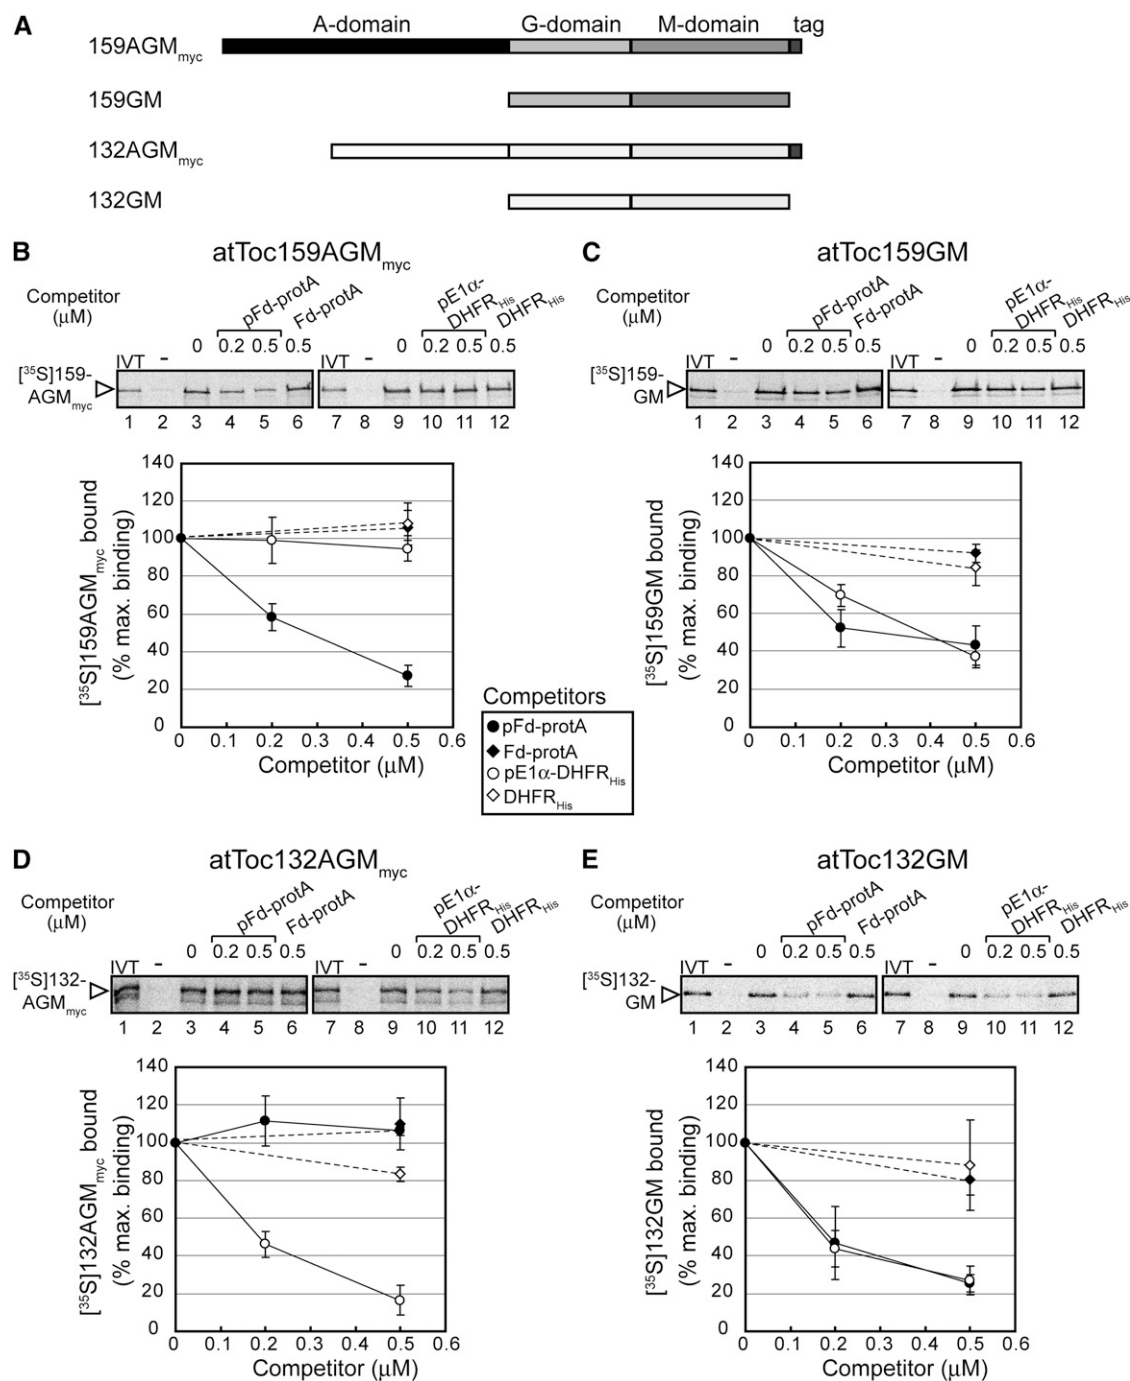 A
A-domain G-domain M-domain tag
159AGMmyc
159GM
132AGMmyc
132GM
B atToc159AGMmyc
Competitor (μM)
pFd-protA Fd-protA pE1α-DHFRHis DHFRHis
IVT – 0 0.2 0.5 0.5 IVT – 0 0.2 0.5 0.5
[³⁵S]159-AGMmyc
1 2 3 4 5 6 7 8 9 10 11 12
[³⁵S]159AGMmyc bound
(% max. binding)
140
120
100
80
60
40
20
0
0 0.1 0.2 0.3 0.4 0.5 0.6
Competitor (μM)
C atToc159GM
Competitor (μM)
pFd-protA Fd-protA pE1α-DHFRHis DHFRHis
IVT – 0 0.2 0.5 0.5 IVT – 0 0.2 0.5 0.5
[³⁵S]159-GM
1 2 3 4 5 6 7 8 9 10 11 12
[³⁵S]159GM bound
(% max. binding)
140
120
100
80
60
40
20
0
0 0.1 0.2 0.3 0.4 0.5 0.6
Competitor (μM)
Competitors
pFd-protA
Fd-protA
pE1α-DHFRHis
DHFRHis
D atToc132AGMmyc
Competitor (μM)
pFd-protA Fd-protA pE1α-DHFRHis DHFRHis
IVT – 0 0.2 0.5 0.5 IVT – 0 0.2 0.5 0.5
[³⁵S]132-AGMmyc
1 2 3 4 5 6 7 8 9 10 11 12
[³⁵S]132AGMmyc bound
(% max. binding)
140
120
100
80
60
40
20
0
0 0.1 0.2 0.3 0.4 0.5 0.6
Competitor (μM)
E atToc132GM
Competitor (μM)
pFd-protA Fd-protA pE1α-DHFRHis DHFRHis
IVT – 0 0.2 0.5 0.5 IVT – 0 0.2 0.5 0.5
[³⁵S]132-GM
1 2 3 4 5 6 7 8 9 10 11 12
[³⁵S]132GM bound
(% max. binding)
140
120
100
80
60
40
20
0
0 0.1 0.2 0.3 0.4 0.5 0.6
Competitor (μM)